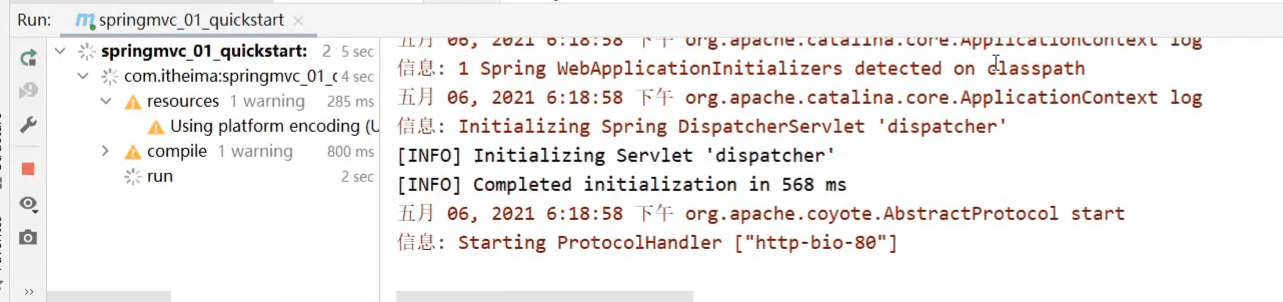 Run: springmvc_01_quickstart ×
springmvc_01_quickstart: 2 5 sec
com.itheima:springmvc_01_ 4 sec
resources 1 warning 285 ms
Using platform encoding (U
compile 1 warning 800 ms
run 2 sec
五月 06, 2021 6:18:58 下午 org.apache.catalina.core.ApplicationContext log
信息: 1 Spring WebApplicationInitializers detected on classpath
五月 06, 2021 6:18:58 下午 org.apache.catalina.core.ApplicationContext log
信息: Initializing Spring DispatcherServlet 'dispatcher'
[INFO] Initializing Servlet 'dispatcher'
[INFO] Completed initialization in 568 ms
五月 06, 2021 6:18:58 下午 org.apache.coyote.AbstractProtocol start
信息: Starting ProtocolHandler ["http-bio-80"]